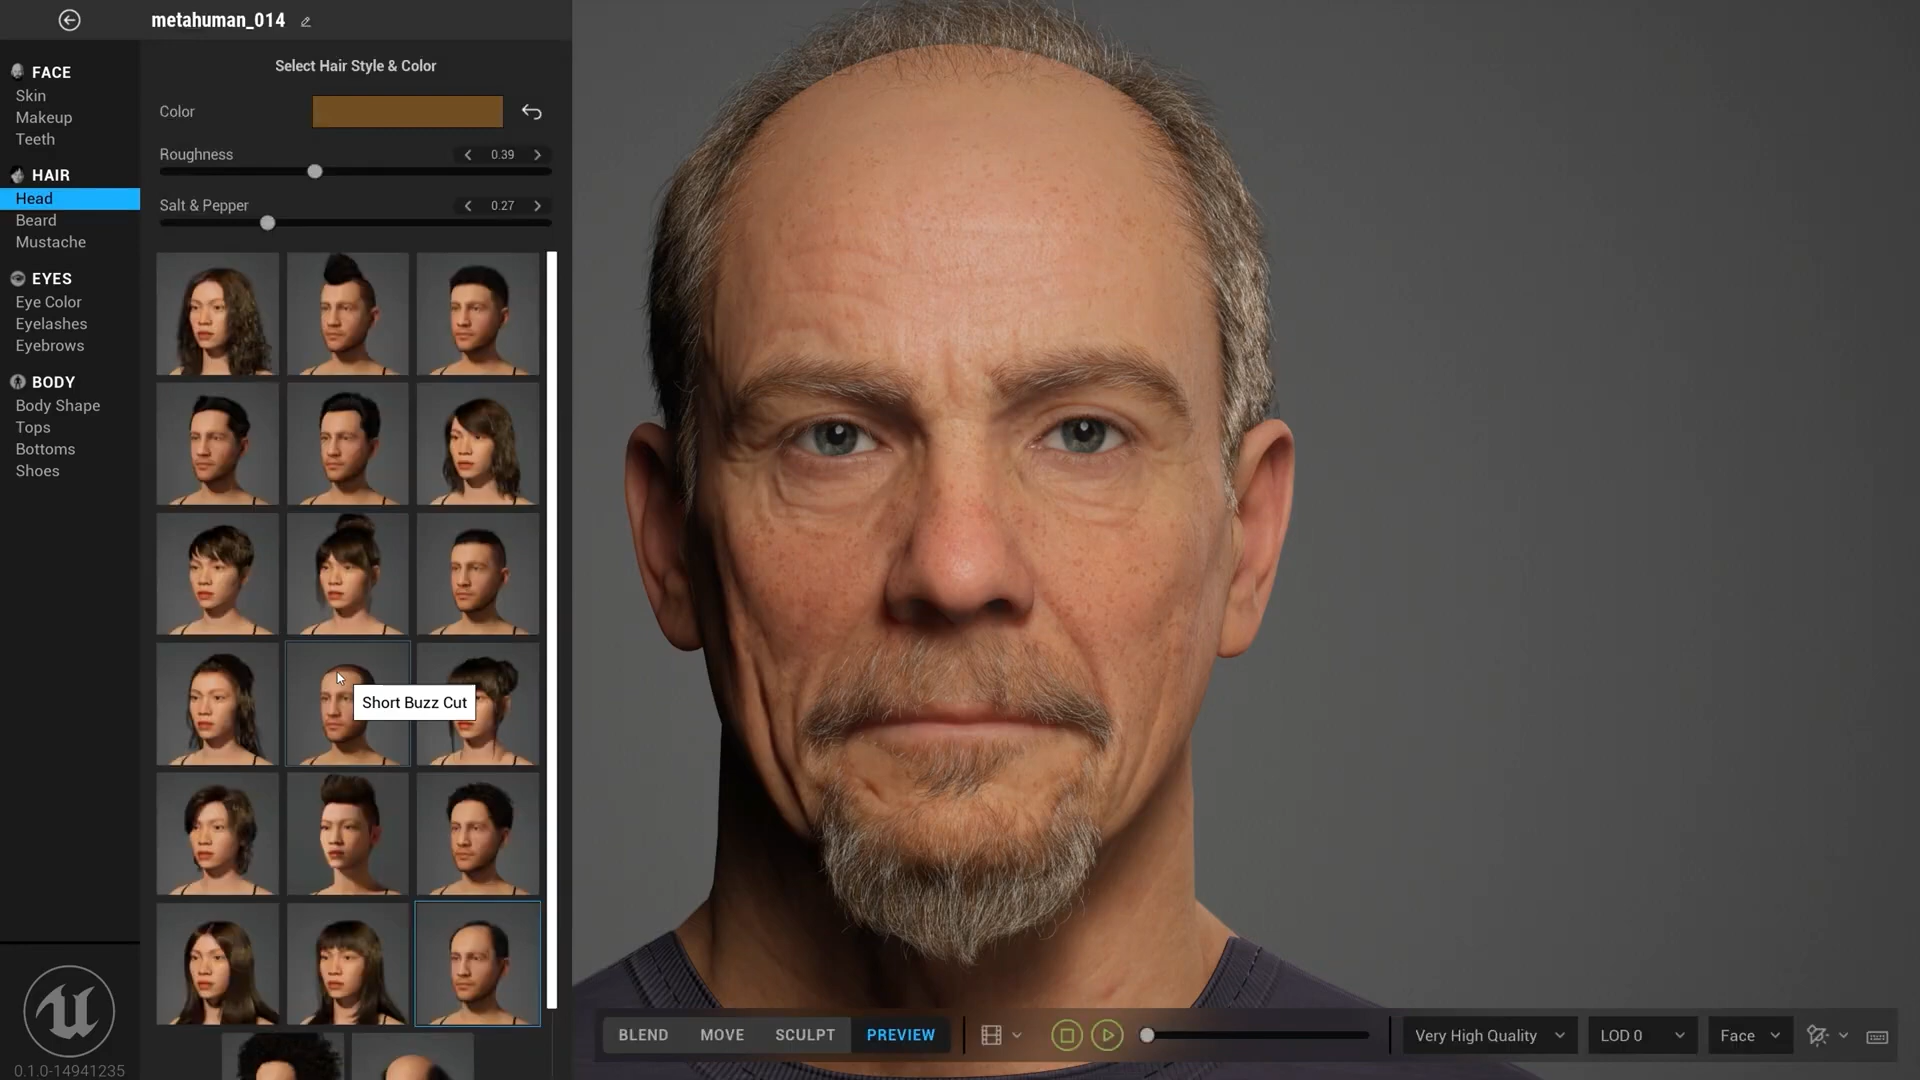 metahuman_014
FACE
Skin
Makeup
Teeth
HAIR
Head
Beard
Mustache
EYES
Eye Color
Eyelashes
Eyebrows
BODY
Body Shape
Tops
Bottoms
Shoes
0.1.0-14941235
Select Hair Style & Color
Color
Roughness
0.39
Salt & Pepper
0.27
Short Buzz Cut
BLEND MOVE SCULPT PREVIEW
Very High Quality
LOD 0
Face